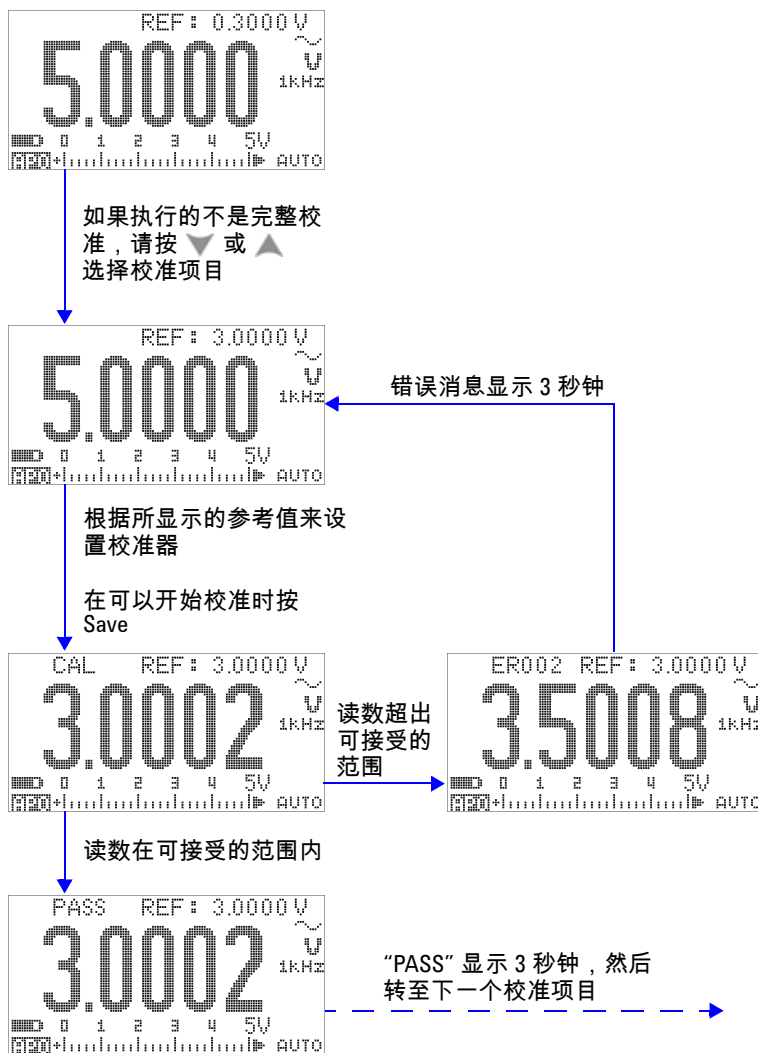 REF: 0.3000 V
5.0000
V
1kHz
0 1 2 3 4 5V
APO AUTO
如果执行的不是完整校
准，请按 ▼ 或 ▲
选择校准项目
REF: 3.0000 V
5.0000
V
1kHz
0 1 2 3 4 5V
APO AUTO
错误消息显示 3 秒钟
根据所显示的参考值来设
置校准器
在可以开始校准时按
Save
CAL REF: 3.0000 V
3.0002
V
1kHz
0 1 2 3 4 5V
APO AUTO
读数超出
可接受的
范围
ER002 REF: 3.0000 V
3.5008
V
1kHz
0 1 2 3 4 5V
APO AUTO
读数在可接受的范围内
PASS REF: 3.0000 V
3.0002
V
1kHz
0 1 2 3 4 5V
APO AUTO
“PASS” 显示 3 秒钟，然后
转至下一个校准项目